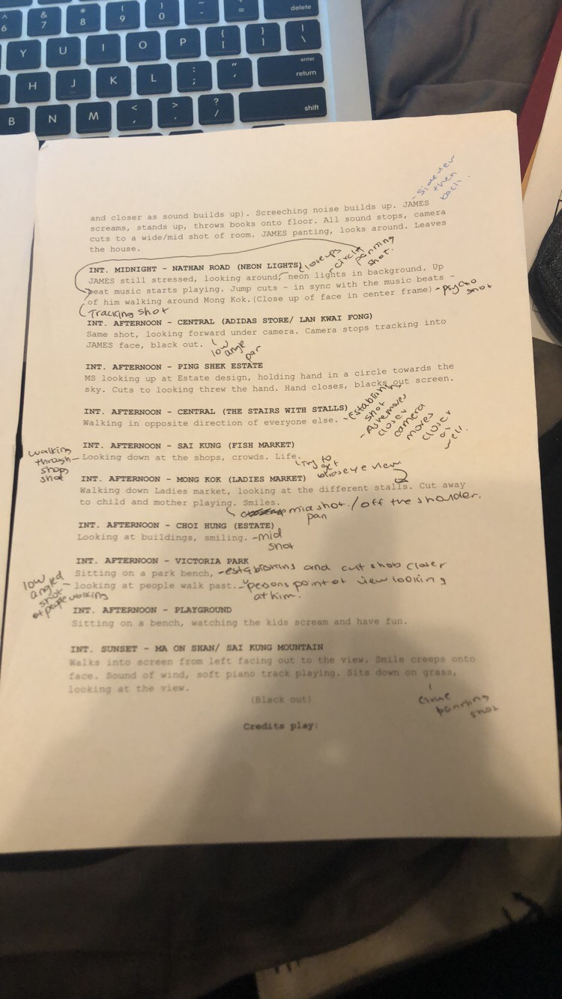 ^ & * ( ) - + delete
6 7 8 9 0 - =
Y U I O P { [ } ] | \
enter
return
H J K L : ; " '
B N M < , > . ? / shift
- Side view
then
back.
and closer as sound builds up). Screeching noise builds up. JAMES
screams, stands up, throws books onto floor. All sound stops, camera
cuts to a wide/mid shot of room. JAMES panting, looks around. Leaves
the house.
closeups
circle
panning
shot.
INT. MIDNIGHT - NATHAN ROAD (NEON LIGHTS)
JAMES still stressed, looking around, neon lights in background. Up
beat music starts playing. Jump cuts - in sync with the music beats -
of him walking around Mong Kok.(Close up of face in center frame) - psycho
shot
Tracking shot
INT. AFTERNOON - CENTRAL (ADIDAS STORE/ LAN KWAI FONG)
Same shot, looking forward under camera. Camera stops tracking into
JAMES face, black out.
low
angle
pan
INT. AFTERNOON - PING SHEK ESTATE
MS looking up at Estate design, holding hand in a circle towards the
sky. Cuts to looking threw the hand. Hand closes, blacks out screen.
INT. AFTERNOON - CENTRAL (THE STAIRS WITH STALLS)
Walking in opposite direction of everyone else.
- Establishing
shot
- As he moves
closer
camera
moves
closer
as
well.
INT. AFTERNOON - SAI KUNG (FISH MARKET)
walking
through
shops
shot
Looking down at the shops, crowds. Life.
Try to
get
birdseye view
INT. AFTERNOON - MONG KOK (LADIES MARKET)
Walking down Ladies market, looking at the different stalls. Cut away
to child and mother playing. Smiles.
mid shot / off the shoulder.
pan
INT. AFTERNOON - CHOI HUNG (ESTATE)
Looking at buildings, smiling. - mid
shot
INT. AFTERNOON - VICTORIA PARK
Sitting on a park bench, - establishing and cut shot closer
looking at people walk past. - persons point of view looking
at him.
low
angled
shot
of people walking
INT. AFTERNOON - PLAYGROUND
Sitting on a bench, watching the kids scream and have fun.
INT. SUNSET - MA ON SHAN/ SAI KUNG MOUNTAIN
Walks into screen from left facing out to the view. Smile creeps onto
face. Sound of wind, soft piano track playing. Sits down on grass,
looking at the view.
panning
shot
(Black out)
Credits play: